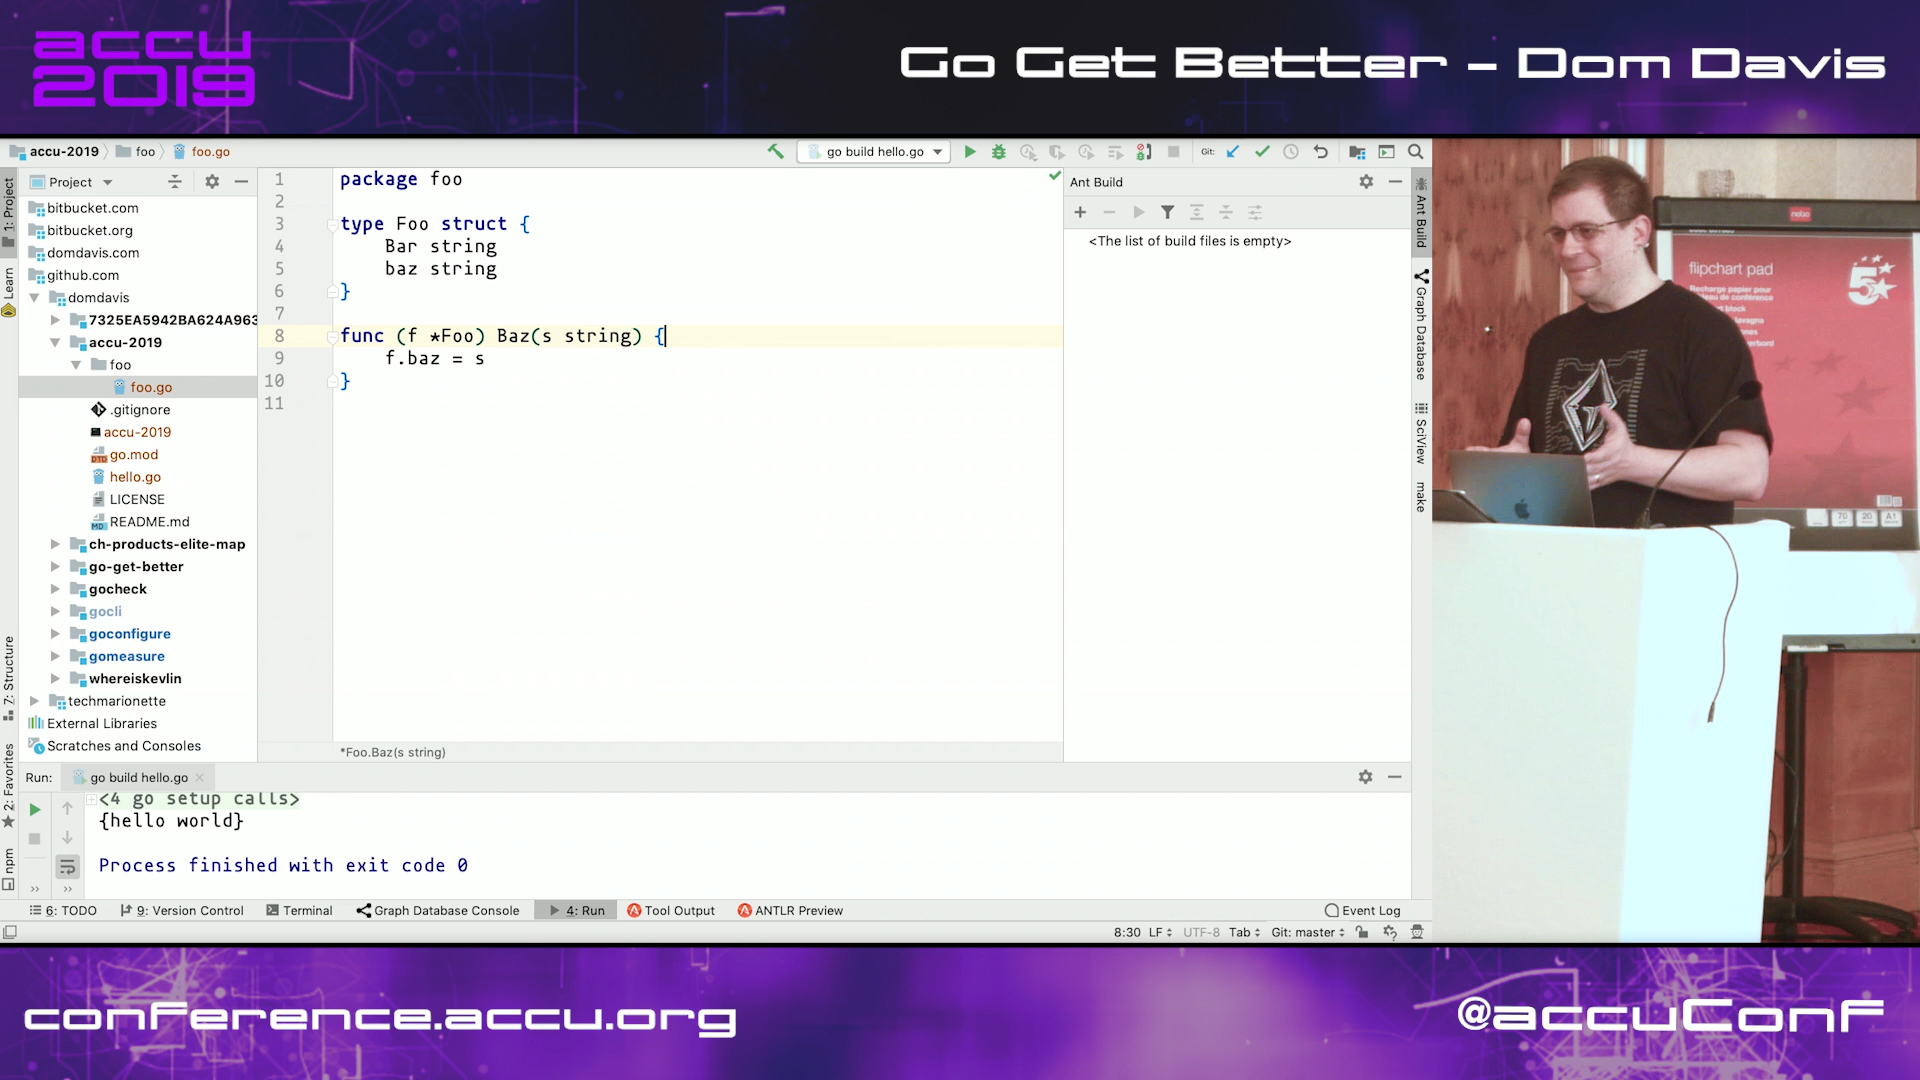 accu
2019
Go Get Better – Dom Davis
accu-2019
foo
foo.go
go build hello.go
Git:
1: Project
Learn
7: Structure
2: Favorites
npm
Project
bitbucket.com
bitbucket.org
domdavis.com
github.com
domdavis
7325EA5942BA624A963
accu-2019
foo
foo.go
.gitignore
accu-2019
go.mod
hello.go
LICENSE
README.md
ch-products-elite-map
go-get-better
gocheck
gocli
goconfigure
gomeasure
whereiskevlin
techmarionette
External Libraries
Scratches and Consoles
1 package foo
2
3 type Foo struct {
4 Bar string
5 baz string
6 }
7
8 func (f *Foo) Baz(s string) {
9 f.baz = s
10 }
11
*Foo.Baz(s string)
Ant Build
<The list of build files is empty>
Ant Build
Graph Database
SciView
make
nobo
flipchart pad
5
70 20 A1
Run:
go build hello.go
<4 go setup calls>
{hello world}
Process finished with exit code 0
6: TODO
9: Version Control
Terminal
Graph Database Console
4: Run
Tool Output
ANTLR Preview
Event Log
8:30 LF UTF-8 Tab Git: master
conference.accu.org
@accuConf